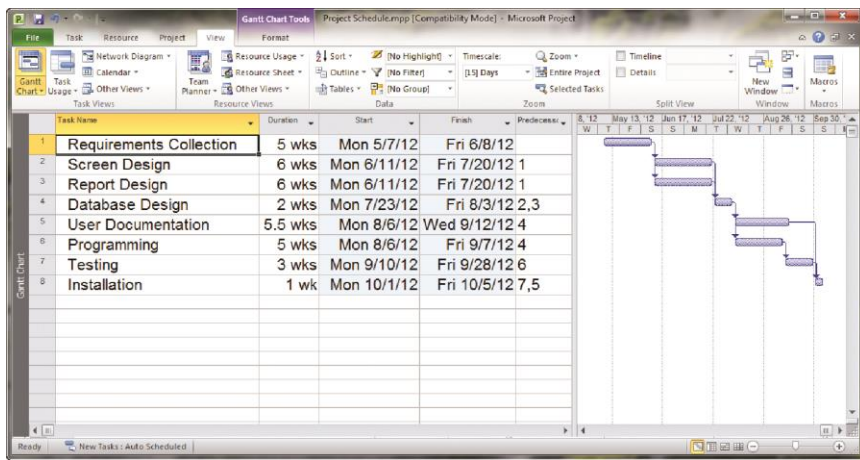 Gantt Chart Tools Project Schedule.mpp [Compatibility Mode] - Microsoft Project
File Task Resource Project View Format
Gantt Chart Task Usage Network Diagram Calendar Other Views Team Planner Resource Usage Resource Sheet Other Views Sort Outline Tables [No Highlight] [No Filter] [No Group] Timescale: [15] Days Zoom Entire Project Selected Tasks Timeline Details New Window Macros
Task Views Resource Views Data Zoom Split View Window Macros
Task Name Duration Start Finish Predecessor 8, '12 May 13, '12 Jun 17, '12 Jul 22, '12 Aug 26, '12 Sep 30, '1
W T F S S M T W T F S S
1 Requirements Collection 5 wks Mon 5/7/12 Fri 6/8/12
2 Screen Design 6 wks Mon 6/11/12 Fri 7/20/12 1
3 Report Design 6 wks Mon 6/11/12 Fri 7/20/12 1
4 Database Design 2 wks Mon 7/23/12 Fri 8/3/12 2,3
5 User Documentation 5.5 wks Mon 8/6/12 Wed 9/12/12 4
6 Programming 5 wks Mon 8/6/12 Fri 9/7/12 4
7 Testing 3 wks Mon 9/10/12 Fri 9/28/12 6
8 Installation 1 wk Mon 10/1/12 Fri 10/5/12 7,5
Gantt Chart
Ready New Tasks : Auto Scheduled